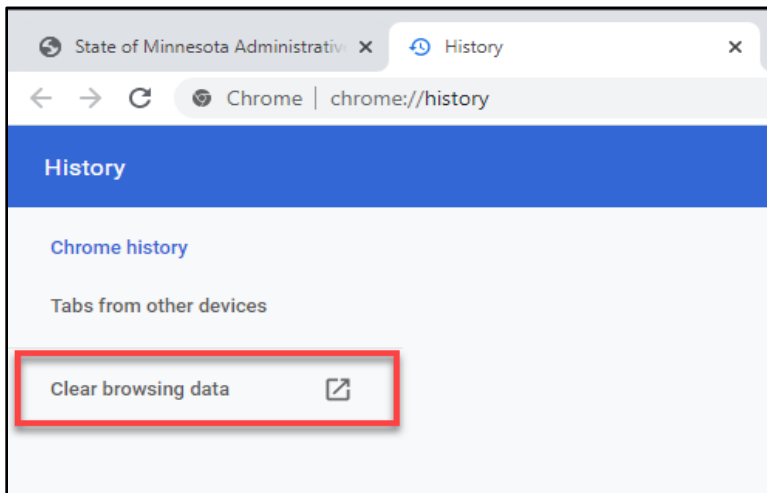 State of Minnesota Administrativ
History
Chrome | chrome://history
History
Chrome history
Tabs from other devices
Clear browsing data